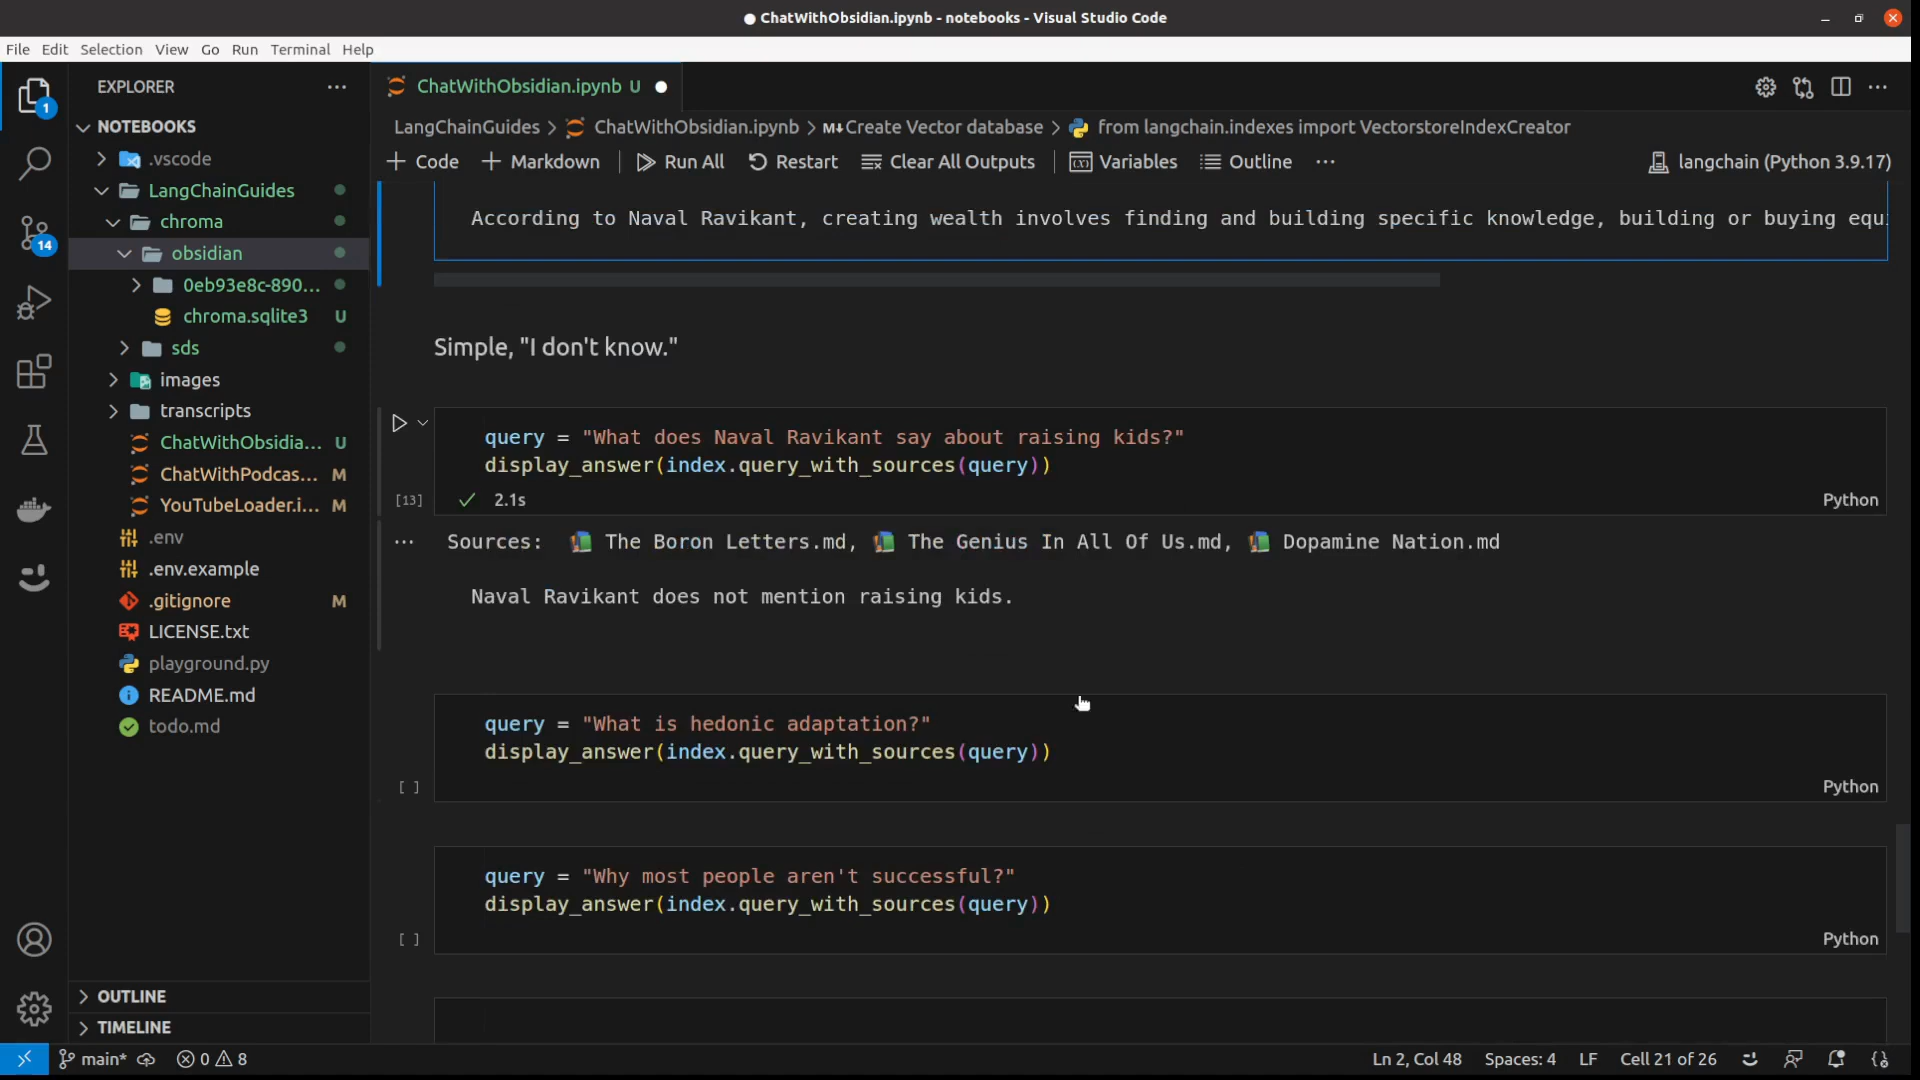 ChatWithObsidian.ipynb - notebooks - Visual Studio Code
File Edit Selection View Go Run Terminal Help
EXPLORER
1
14
NOTEBOOKS
.vscode
LangChainGuides
chroma
obsidian
0eb93e8c-890...
chroma.sqlite3 U
sds
images
transcripts
ChatWithObsidia... U
ChatWithPodcas... M
YouTubeLoader.i... M
.env
.env.example
.gitignore M
LICENSE.txt
playground.py
README.md
todo.md
OUTLINE
TIMELINE
ChatWithObsidian.ipynb U
LangChainGuides > ChatWithObsidian.ipynb > M↓Create Vector database > from langchain.indexes import VectorstoreIndexCreator
+ Code + Markdown Run All Restart Clear All Outputs (x) Variables Outline ... langchain (Python 3.9.17)
According to Naval Ravikant, creating wealth involves finding and building specific knowledge, building or buying equi
Simple, "I don't know."
query = "What does Naval Ravikant say about raising kids?"
display_answer(index.query_with_sources(query))
[13] ✓ 2.1s Python
... Sources: 📚 The Boron Letters.md, 📚 The Genius In All Of Us.md, 📚 Dopamine Nation.md
Naval Ravikant does not mention raising kids.
query = "What is hedonic adaptation?"
display_answer(index.query_with_sources(query))
[ ] Python
query = "Why most people aren't successful?"
display_answer(index.query_with_sources(query))
[ ] Python
main* 0 8 Ln 2, Col 48 Spaces: 4 LF Cell 21 of 26